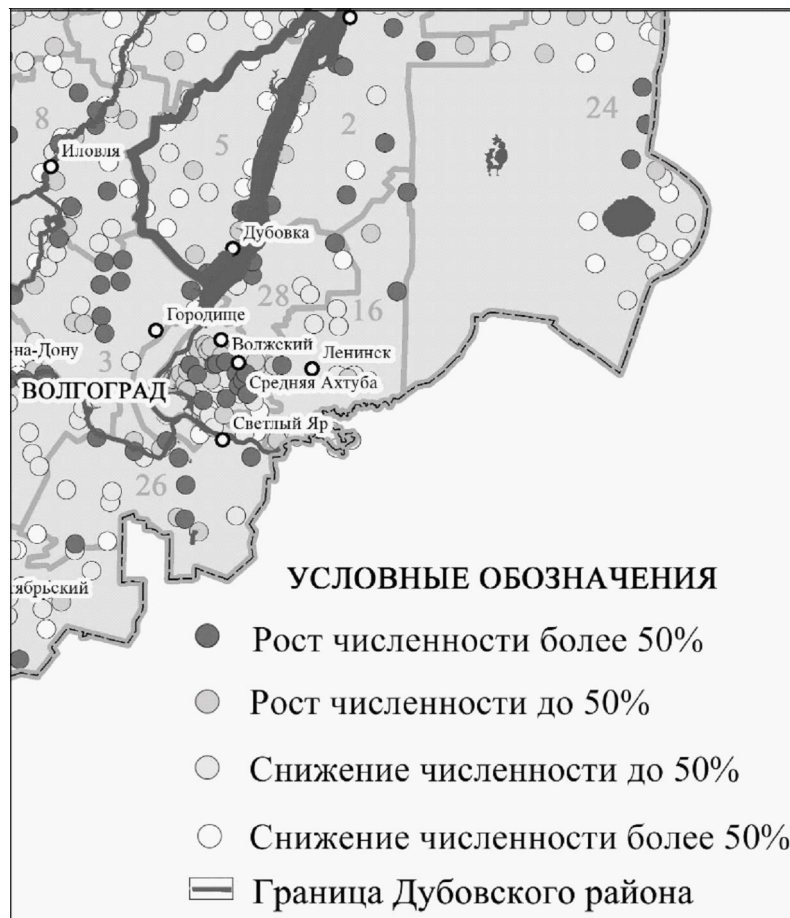 24
8
2
5
Иловля
Дубовка
28
16
Городище
Волжский
-на-Дону
3
Ленинск
ВОЛГОГРАД
Средняя Ахтуба
Светлый Яр
26
тябрьский
УСЛОВНЫЕ ОБОЗНАЧЕНИЯ
Рост численности более 50%
Рост численности до 50%
Снижение численности до 50%
Снижение численности более 50%
Граница Дубовского района